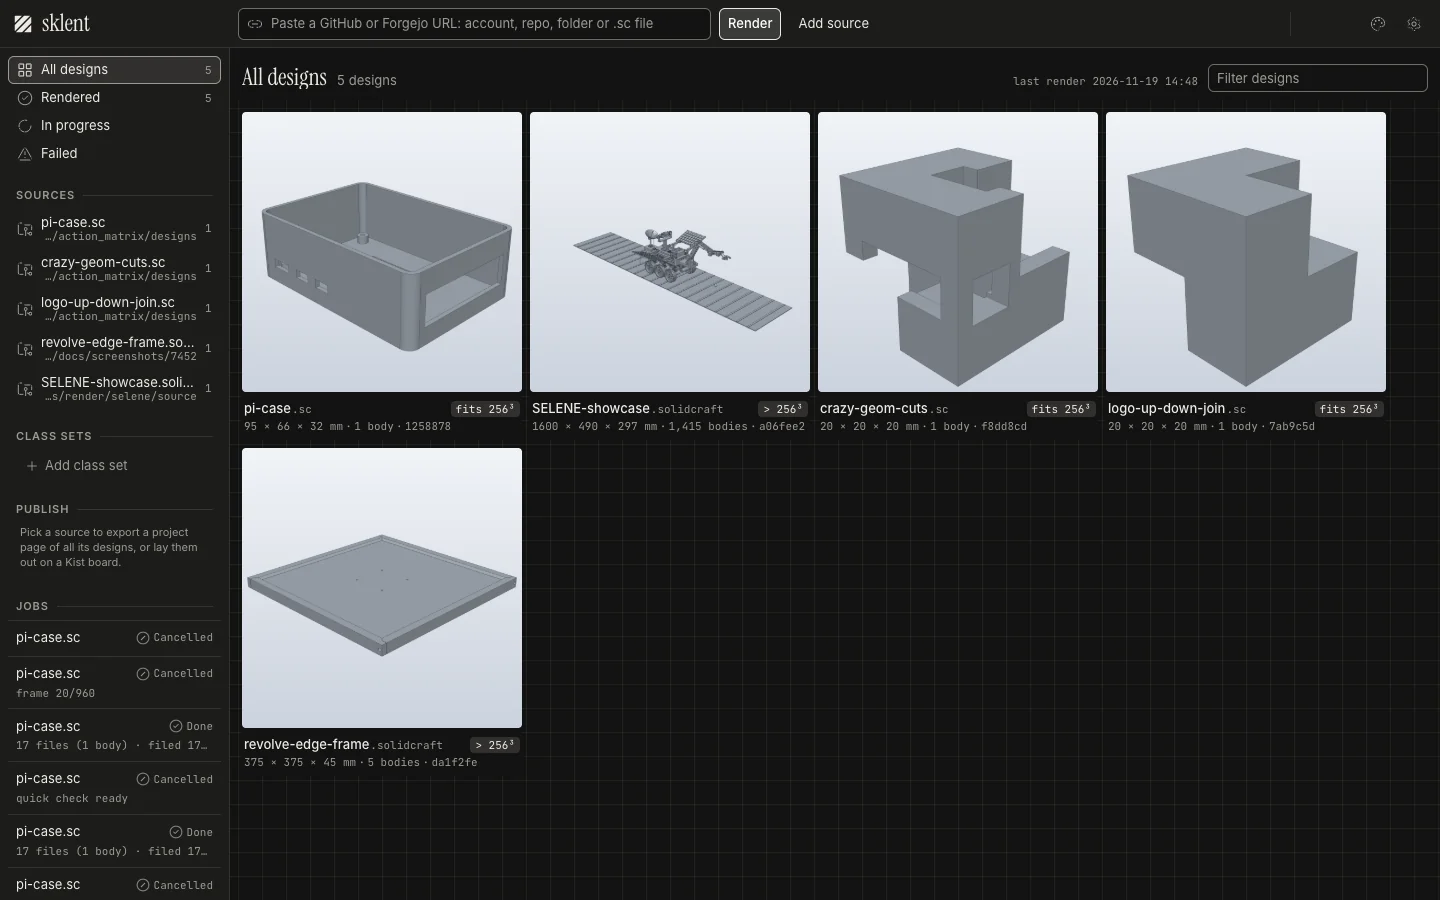 sklent
Paste a GitHub or Forgejo URL: account, repo, folder or .sc file
Render
Add source
All designs 5
Rendered 5
In progress
Failed
SOURCES
pi-case.sc 1
…/action_matrix/designs
crazy-geom-cuts.sc 1
…/action_matrix/designs
logo-up-down-join.sc 1
…/action_matrix/designs
revolve-edge-frame.so… 1
…/docs/screenshots/7452
SELENE-showcase.soli… 1
…s/render/selene/source
CLASS SETS
+ Add class set
PUBLISH
Pick a source to export a project
page of all its designs, or lay them
out on a Kist board.
JOBS
pi-case.sc Cancelled
pi-case.sc Cancelled
frame 20/960
pi-case.sc Done
17 files (1 body) · filed 17…
pi-case.sc Cancelled
quick check ready
pi-case.sc Done
17 files (1 body) · filed 17…
pi-case.sc Cancelled
All designs 5 designs
last render 2026-11-19 14:48
Filter designs
pi-case.sc fits 256³
95 × 66 × 32 mm · 1 body · 1258878
SELENE-showcase.solidcraft > 256³
1600 × 490 × 297 mm · 1,415 bodies · a06fee2
crazy-geom-cuts.sc fits 256³
20 × 20 × 20 mm · 1 body · f8dd8cd
logo-up-down-join.sc fits 256³
20 × 20 × 20 mm · 1 body · 7ab9c5d
revolve-edge-frame.solidcraft > 256³
375 × 375 × 45 mm · 5 bodies · da1f2fe